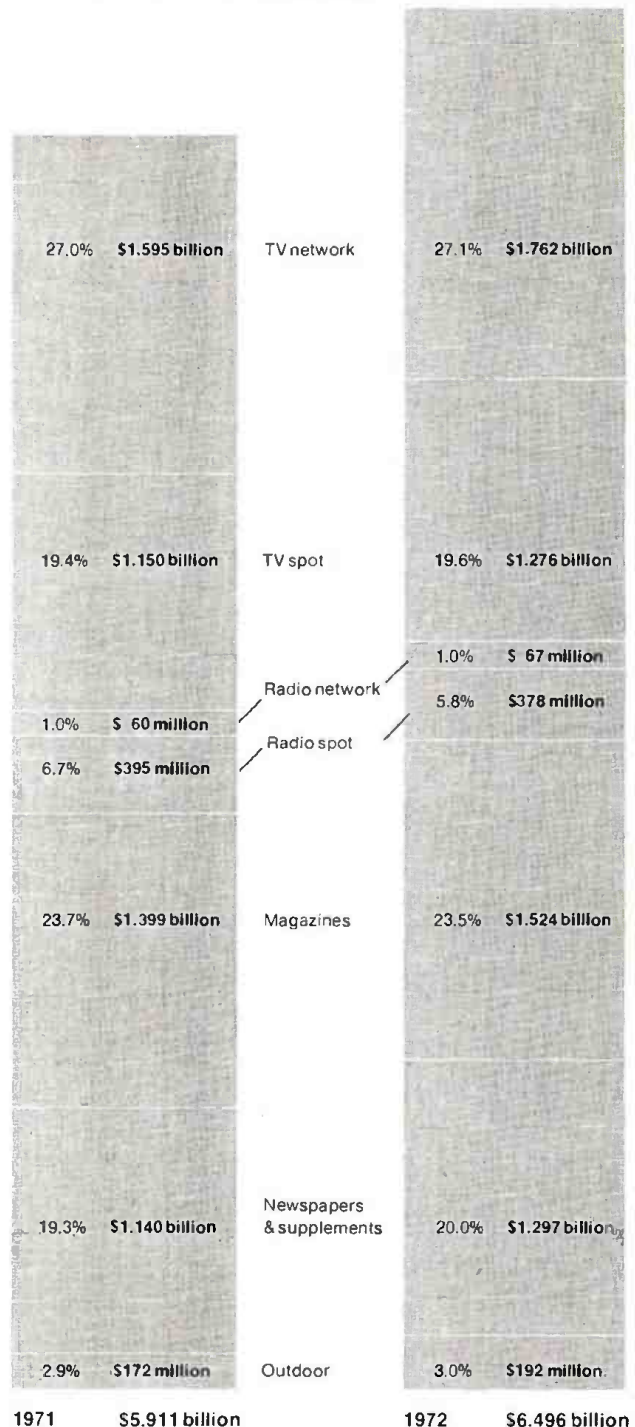 27.0% $1.595 billion TV network 27.1% $1.762 billion
19.4% $1.150 billion TV spot 19.6% $1.276 billion
1.0% $ 67 million
Radio network
5.8% $378 million
1.0% $ 60 million
Radio spot
6.7% $395 million
23.7% $1.399 billion Magazines 23.5% $1.524 billion
Newspapers
19.3% $1.140 billion & supplements 20.0% $1.297 billion
2.9% $172 million Outdoor 3.0% $192 million
1971 $5.911 billion 1972 $6.496 billion